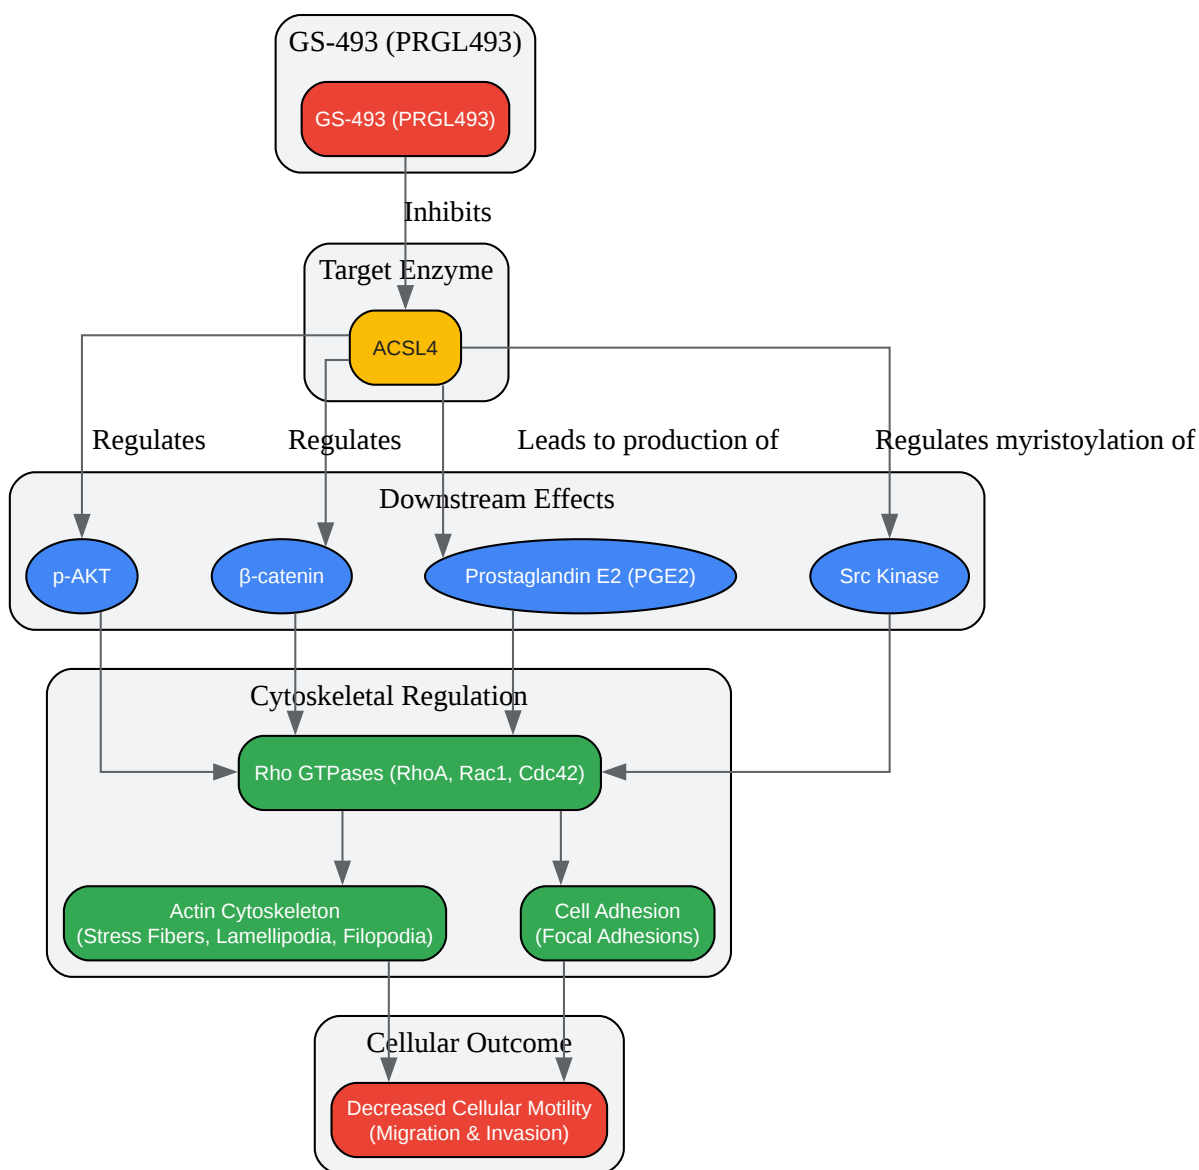 GS-493 (PRGL493)
GS-493 (PRGL493)
Inhibits
Target Enzyme
ACSL4
Regulates
Regulates
Leads to production of
Regulates myristoylation of
Downstream Effects
p-AKT
β-catenin
Prostaglandin E2 (PGE2)
Src Kinase
Cytoskeletal Regulation
Rho GTPases (RhoA, Rac1, Cdc42)
Actin Cytoskeleton
(Stress Fibers, Lamellipodia, Filopodia)
Cell Adhesion
(Focal Adhesions)
Cellular Outcome
Decreased Cellular Motility
(Migration & Invasion)